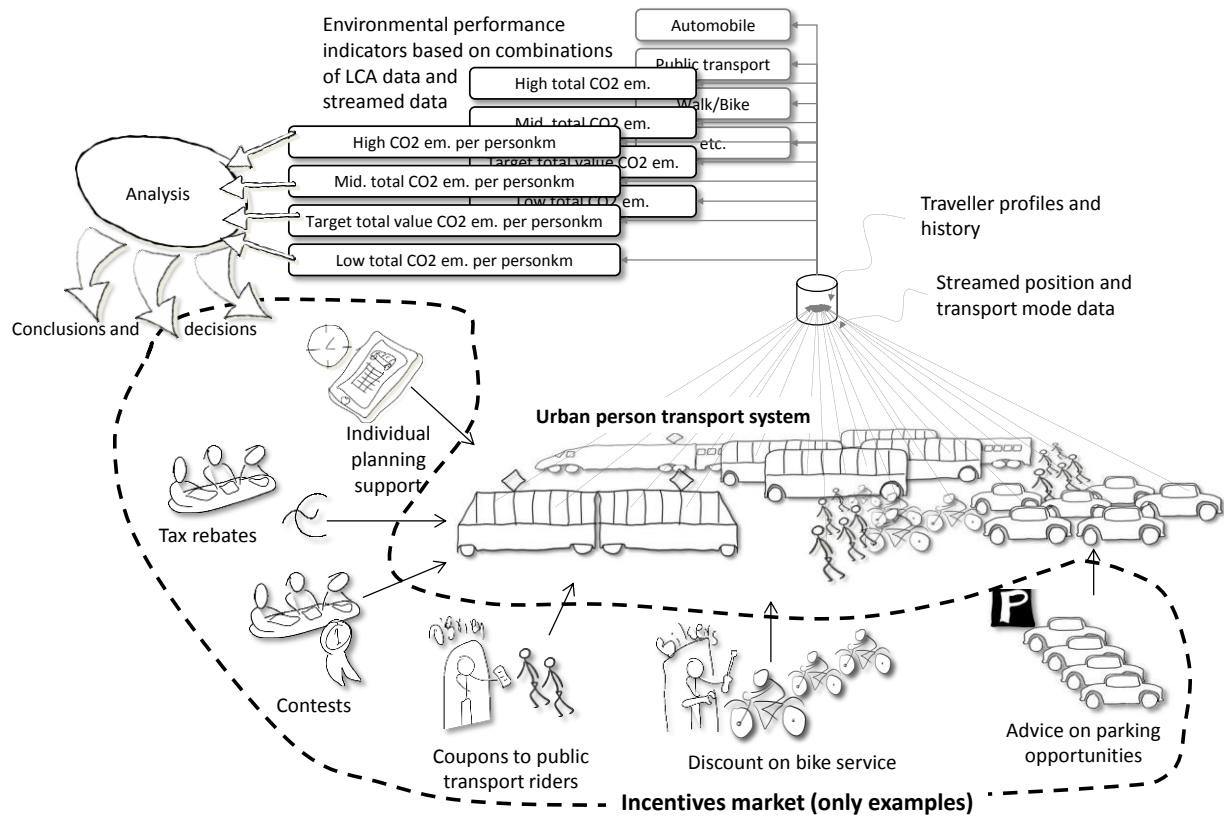 Environmental performance
indicators based on combinations
of LCA data and
streamed data
Automobile
Public transport
Walk/Bike
etc.
High total CO2 em.
Mid. total CO2 em.
Target total value CO2 em.
Low total CO2 em.
High CO2 em. per personkm
Mid. total CO2 em. per personkm
Target total value CO2 em. per personkm
Low total CO2 em. per personkm
Analysis
Conclusions and decisions
Traveller profiles and
history
Streamed position and
transport mode data
Urban person transport system
Individual
planning
support
Tax rebates
Contests
1
O'Brien
Coupons to public
transport riders
Bikers
Discount on bike service
P
Advice on parking
opportunities
Incentives market (only examples)